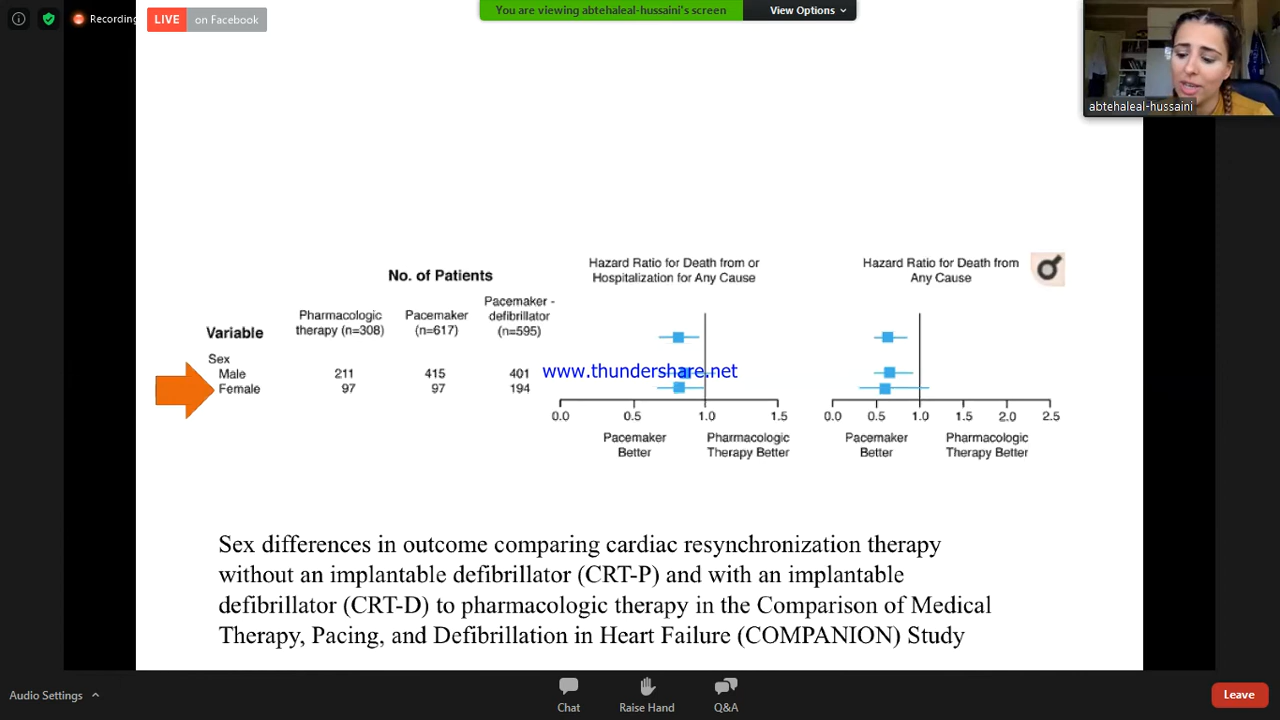 Recording
LIVE on Facebook
You are viewing abtehaleal-hussaini's screen
View Options
abtehaleal-hussaini
No. of Patients
Hazard Ratio for Death from or
Hospitalization for Any Cause
Hazard Ratio for Death from
Any Cause
Variable
Pharmacologic
therapy (n=308)
Pacemaker
(n=617)
Pacemaker -
defibrillator
(n=595)
Sex
Male 211 415 401
Female 97 97 194
www.thundershare.net
0.0 0.5 1.0 1.5
0.0 0.5 1.0 1.5 2.0 2.5
Pacemaker
Better
Pharmacologic
Therapy Better
Pacemaker
Better
Pharmacologic
Therapy Better
Sex differences in outcome comparing cardiac resynchronization therapy
without an implantable defibrillator (CRT-P) and with an implantable
defibrillator (CRT-D) to pharmacologic therapy in the Comparison of Medical
Therapy, Pacing, and Defibrillation in Heart Failure (COMPANION) Study
Audio Settings
Chat
Raise Hand
Q&A
Leave